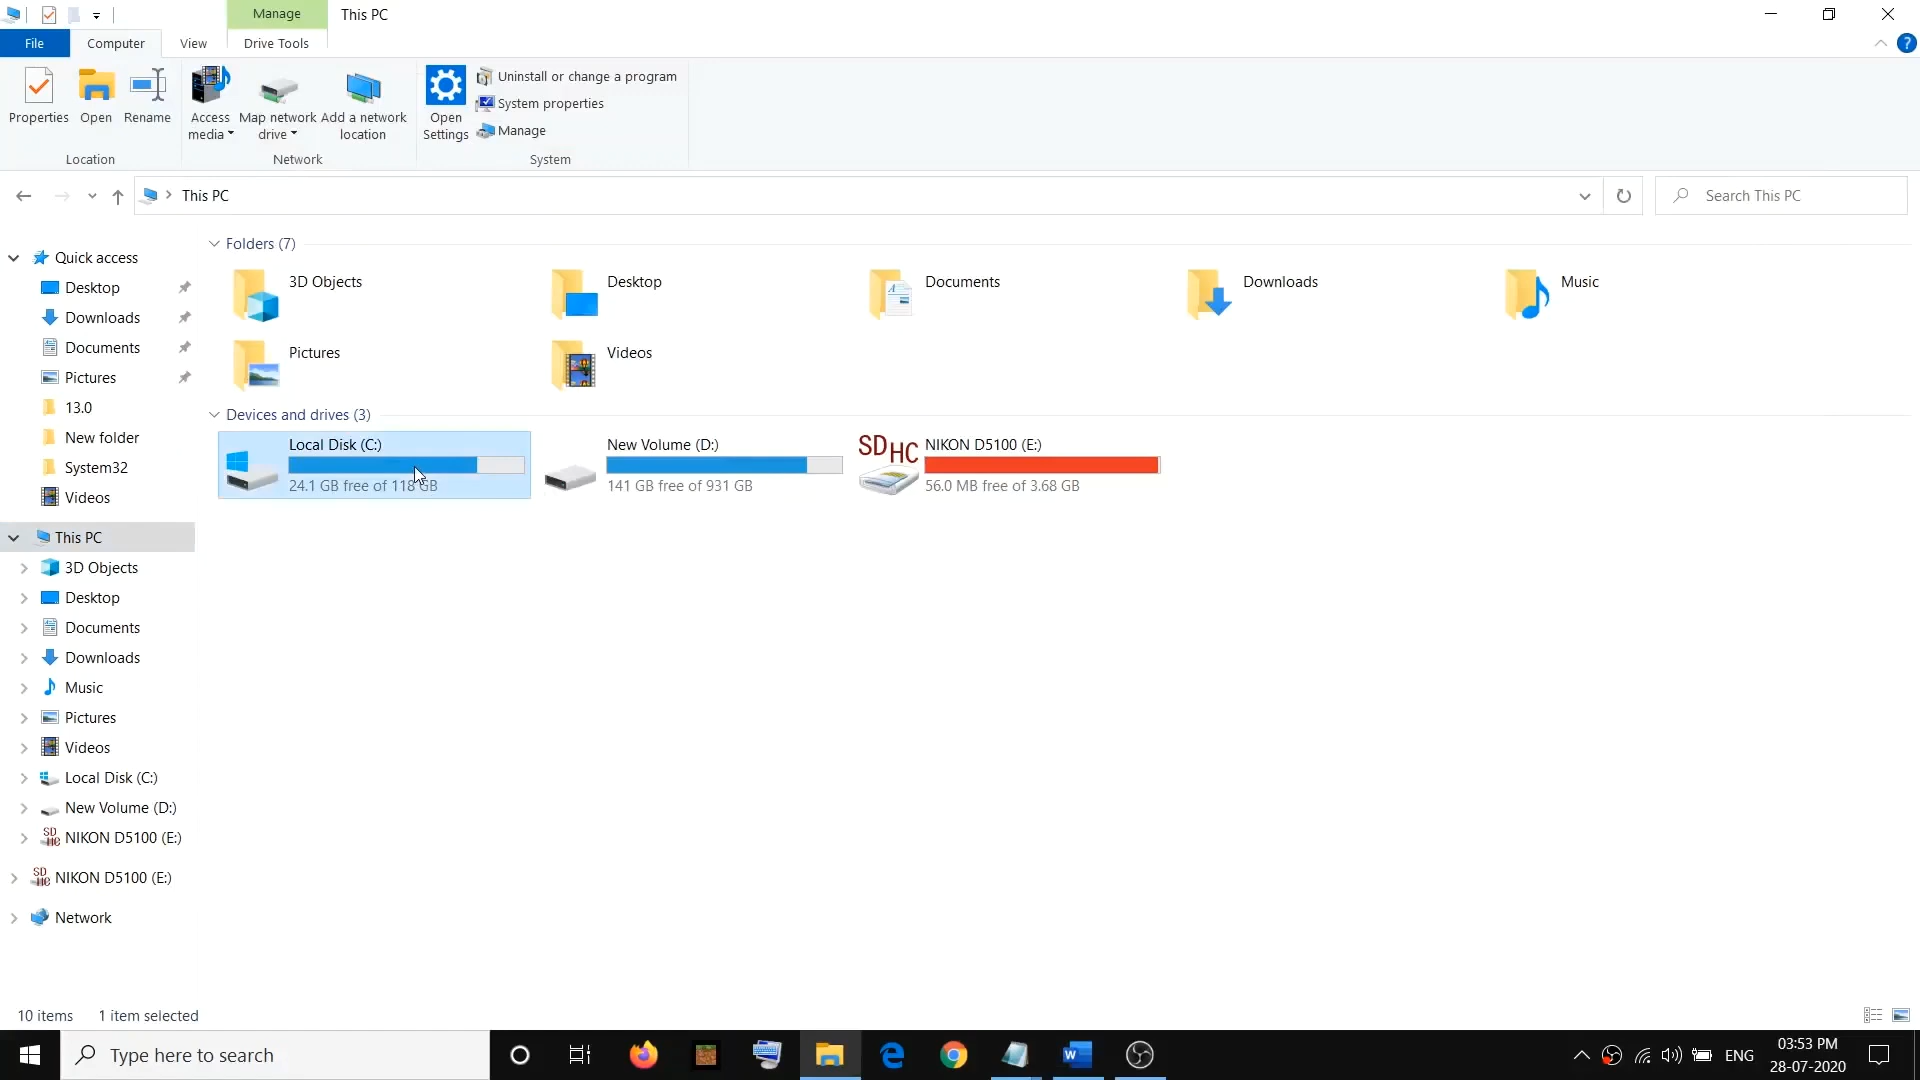 Manage
This PC
File
Computer
View
Drive Tools
Properties
Open
Rename
Access
media
Map network
drive
Add a network
location
Open
Settings
Uninstall or change a program
System properties
Manage
Location
Network
System
This PC
Search This PC
Quick access
Desktop
Downloads
Documents
Pictures
13.0
New folder
System32
Videos
This PC
3D Objects
Desktop
Documents
Downloads
Music
Pictures
Videos
Local Disk (C:)
New Volume (D:)
SD HC NIKON D5100 (E:)
SD HC NIKON D5100 (E:)
Network
Folders (7)
3D Objects
Desktop
Documents
Downloads
Music
Pictures
Videos
Devices and drives (3)
Local Disk (C:)
24.1 GB free of 118 GB
New Volume (D:)
141 GB free of 931 GB
SD HC
NIKON D5100 (E:)
56.0 MB free of 3.68 GB
10 items
1 item selected
Type here to search
ENG
03:53 PM
28-07-2020